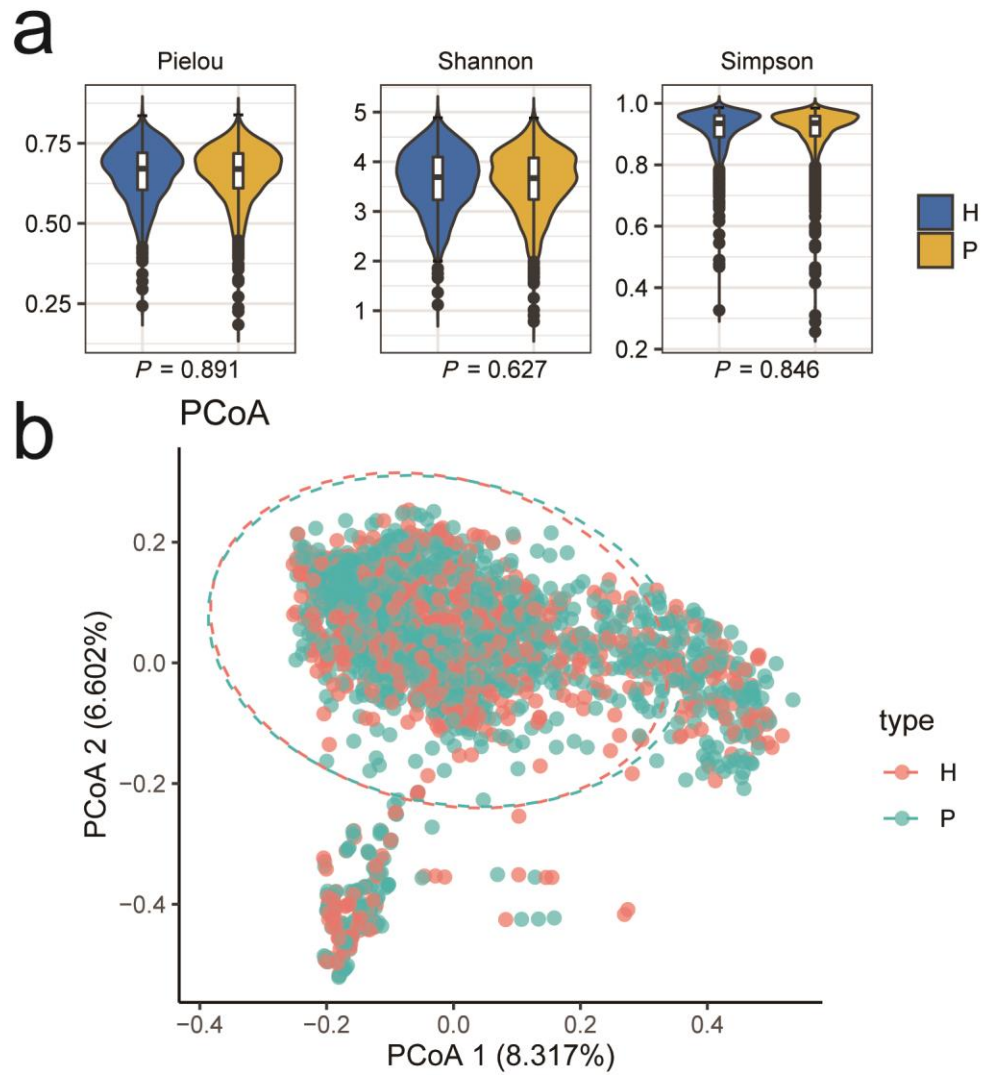 a
Pielou
Shannon
Simpson
0.75
0.50
0.25
5
4
3
2
1
1.0
0.8
0.6
0.4
0.2
H
P
P = 0.891
P = 0.627
P = 0.846
b
PCoA
PCoA 2 (6.602%)
0.2
0.0
−0.2
−0.4
−0.4
−0.2
0.0
0.2
0.4
PCoA 1 (8.317%)
type
H
P